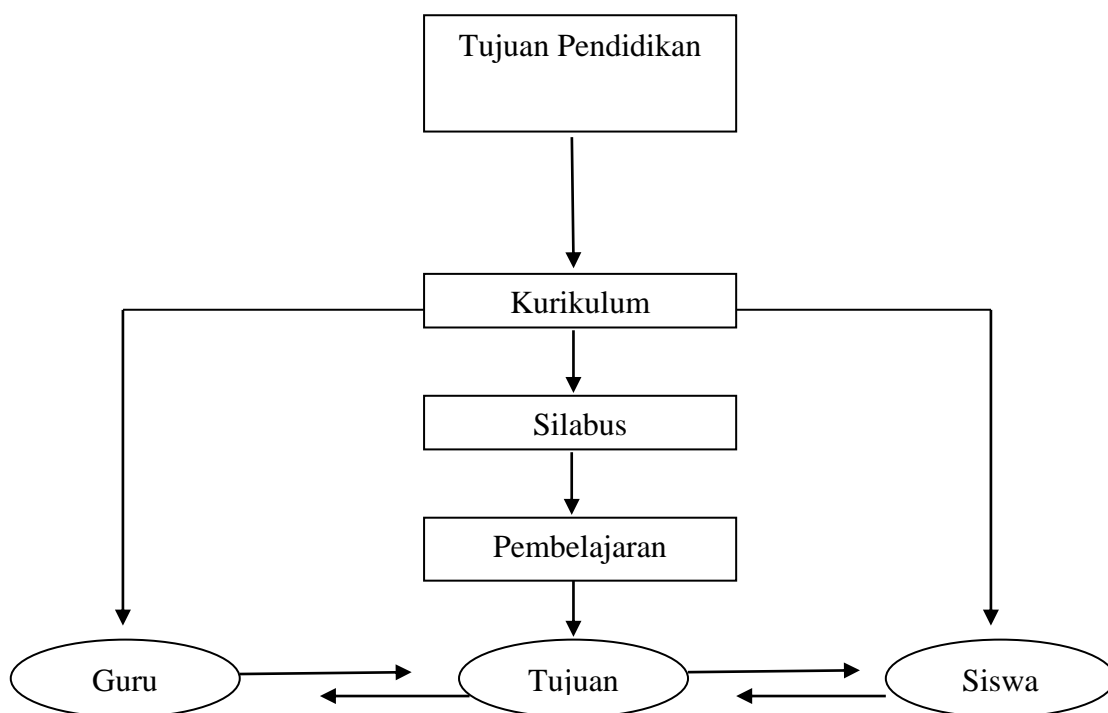 Tujuan Pendidikan
Kurikulum
Silabus
Pembelajaran
Guru
Tujuan
Siswa